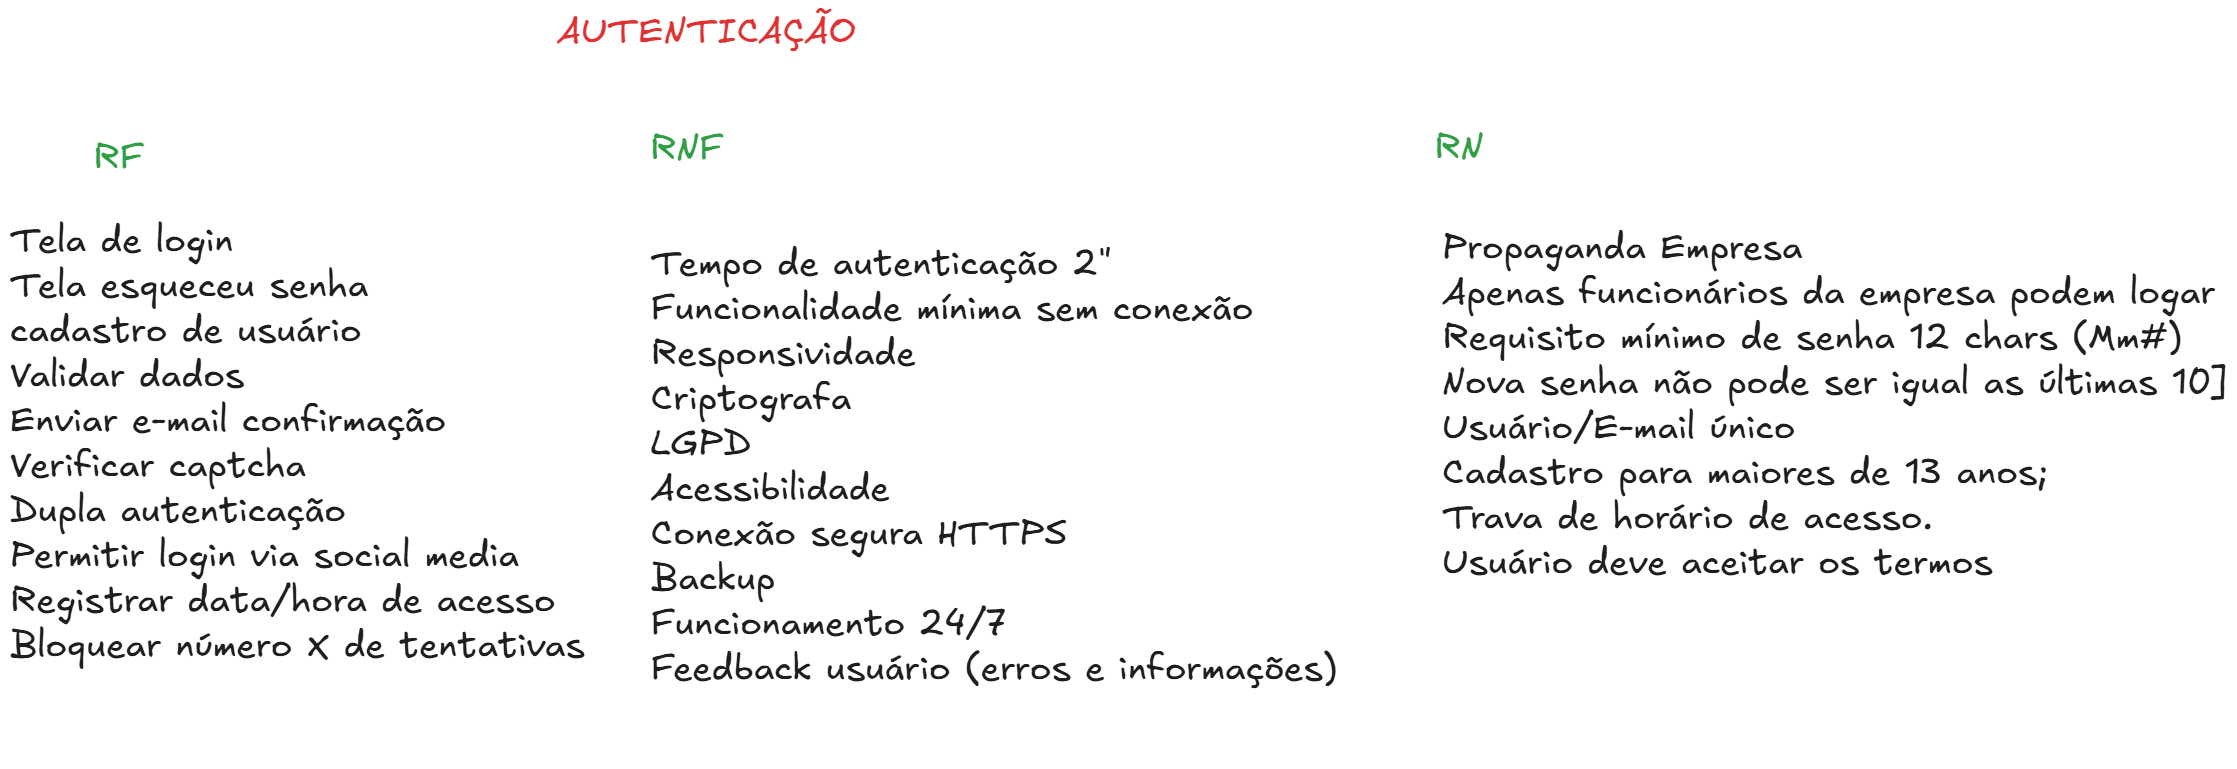 AUTENTICAÇÃO
RF
Tela de login
Tela esqueceu senha
cadastro de usuário
Validar dados
Enviar e-mail confirmação
Verificar captcha
Dupla autenticação
Permitir login via social media
Registrar data/hora de acesso
Bloquear número X de tentativas
RNF
Tempo de autenticação 2"
Funcionalidade mínima sem conexão
Responsividade
Criptografa
LGPD
Acessibilidade
Conexão segura HTTPS
Backup
Funcionamento 24/7
Feedback usuário (erros e informações)
RN
Propaganda Empresa
Apenas funcionários da empresa podem logar
Requisito mínimo de senha 12 chars (Mm#)
Nova senha não pode ser igual as últimas 10]
Usuário/E-mail único
Cadastro para maiores de 13 anos;
Trava de horário de acesso.
Usuário deve aceitar os termos